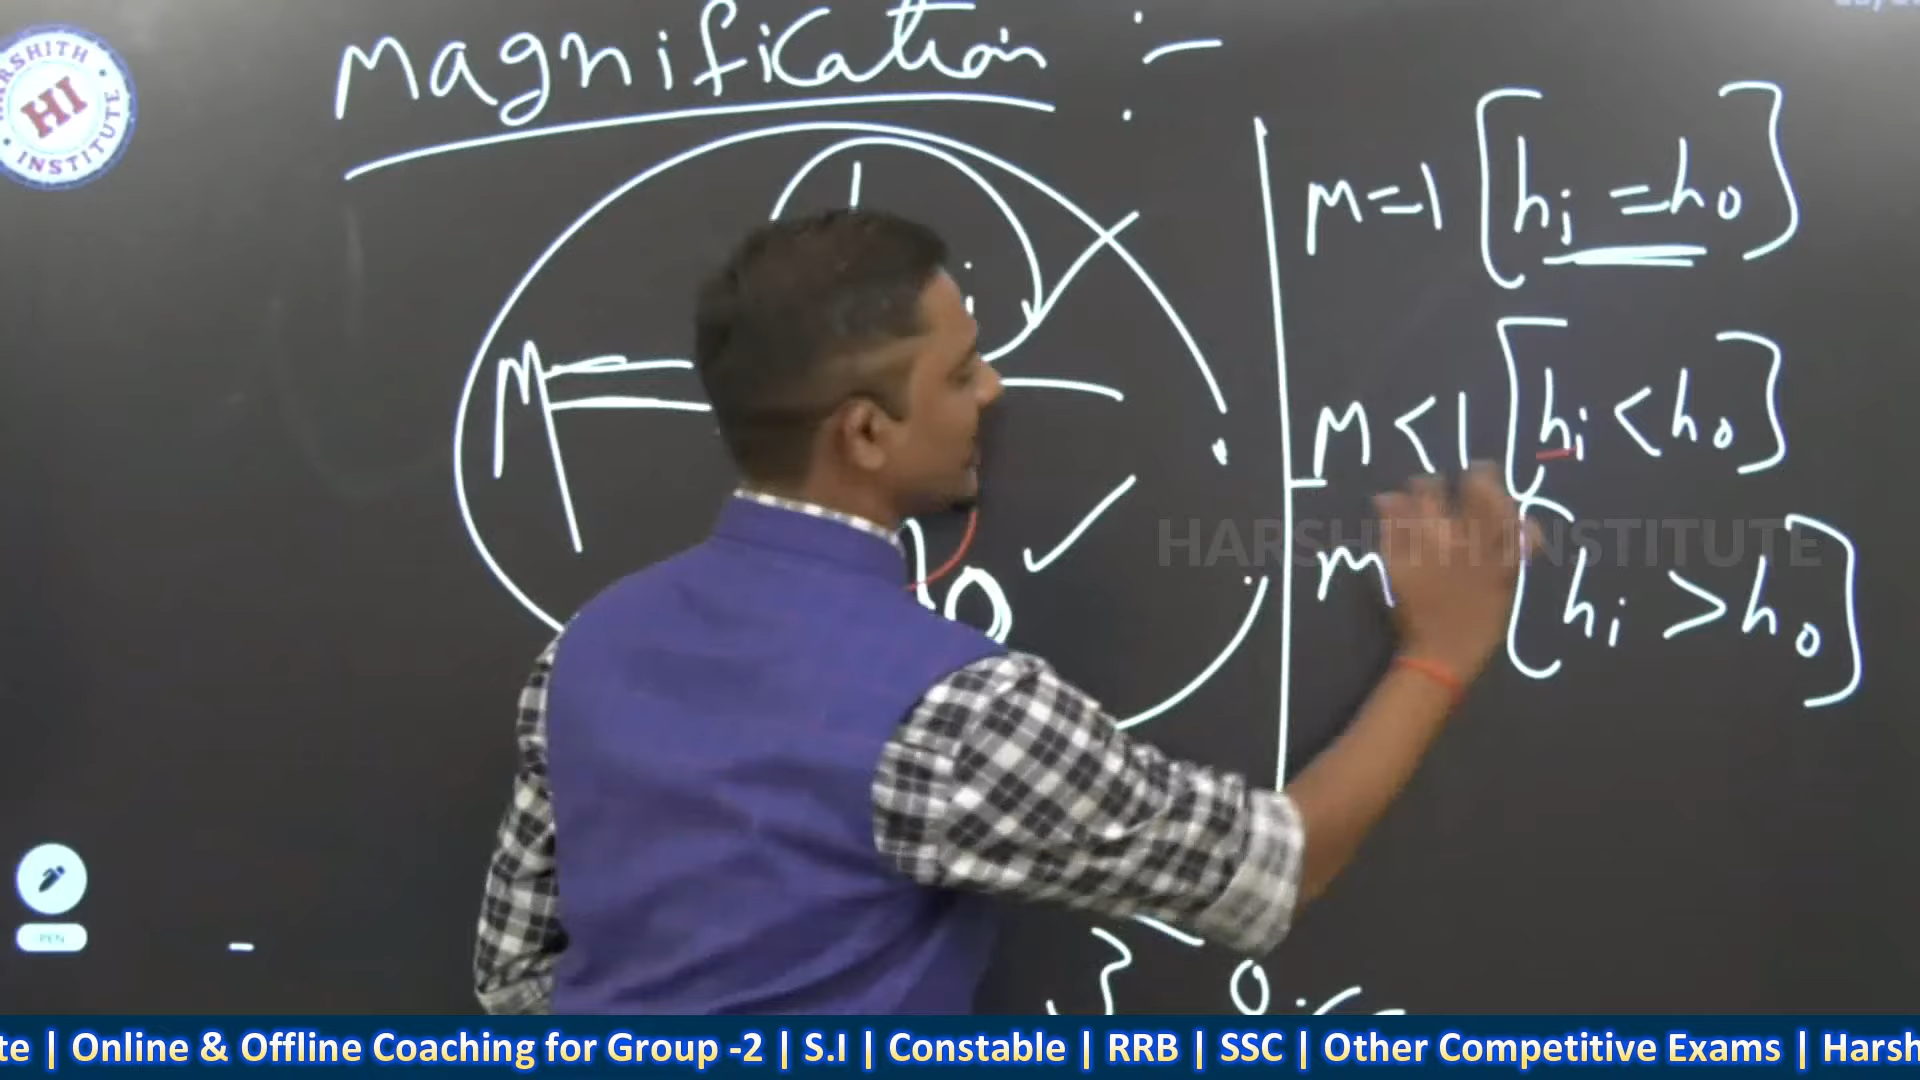 HARSHITH
HI
INSTITUTE
Magnification :-
M=1 [hi = ho]
M
M < 1 [hi < ho]
HARSHITH INSTITUTE
m [hi > ho]
PEN
te | Online & Offline Coaching for Group -2 | S.I | Constable | RRB | SSC | Other Competitive Exams | Harsh